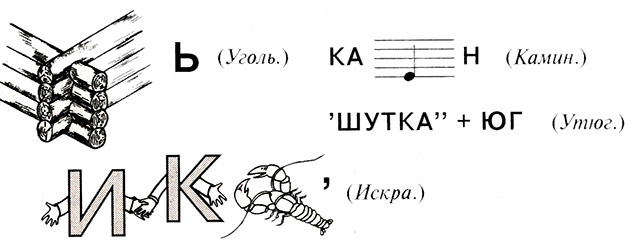 Ь (Уголь.)
КА Н (Камин.)
’ШУТКА’’ + ЮГ (Утюг.)
И К ’ (Искра.)